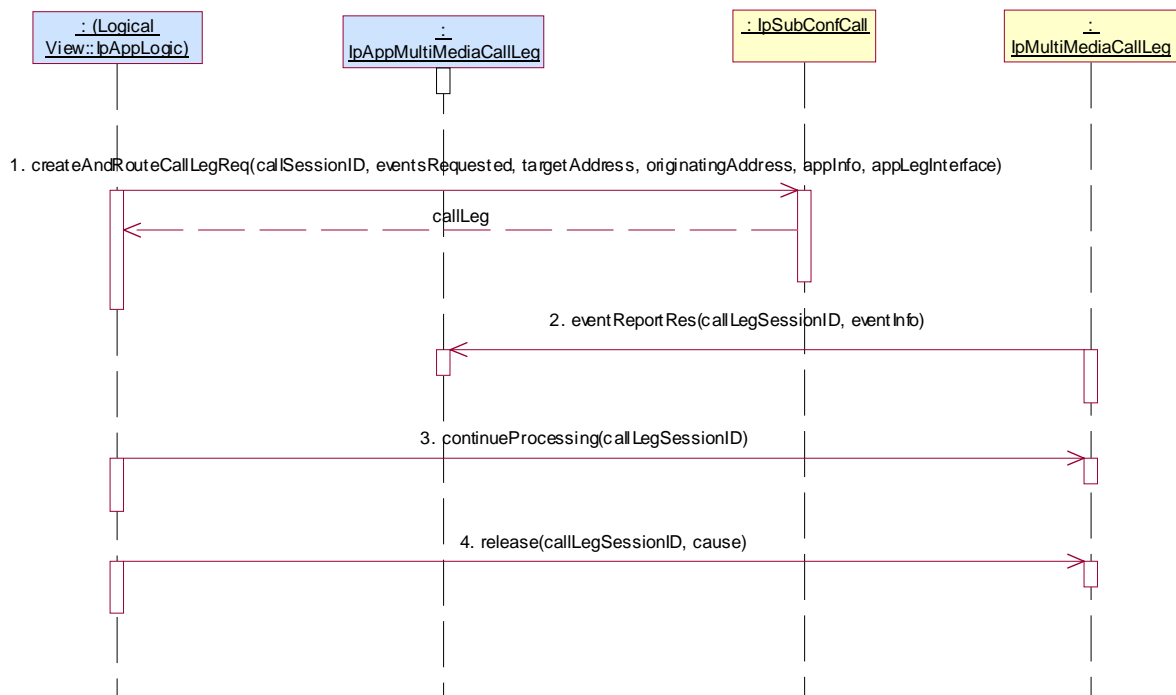 : (Logical
View::IpAppLogic)
:
IpAppMultiMediaCallLeg
: IpSubConfCall
:
IpMultiMediaCallLeg
1. createAndRouteCallLegReq(callSessionID, eventsRequested, targetAddress, originatingAddress, appInfo, appLegInterface)
callLeg
2. eventReportRes(callLegSessionID, eventInfo)
3. continueProcessing(callLegSessionID)
4. release(callLegSessionID, cause)